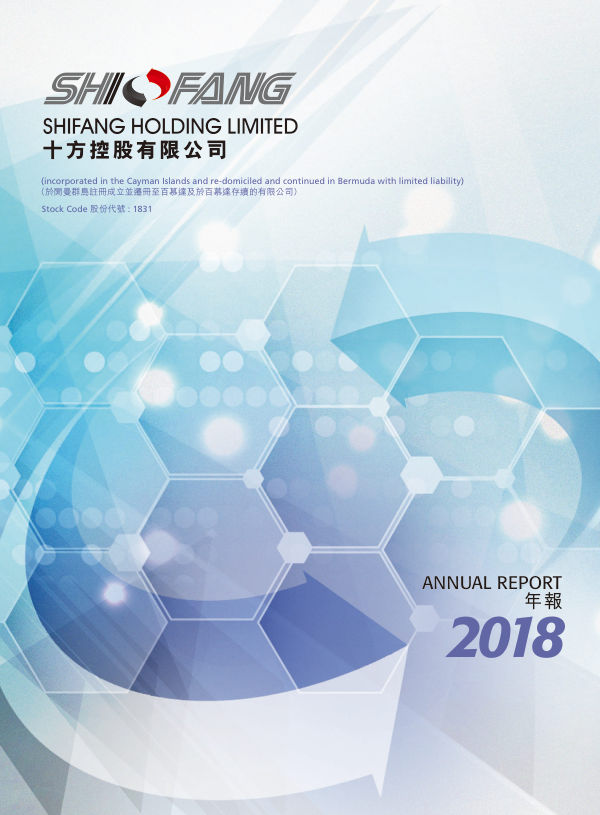 SHIFANG
SHIFANG HOLDING LIMITED
十方控股有限公司
(incorporated in the Cayman Islands and re-domiciled and continued in Bermuda with limited liability)
(於開曼群島註冊成立並遷冊至百慕達及於百慕達存續的有限公司)
Stock Code 股份代號 : 1831
ANNUAL REPORT
年報
2018